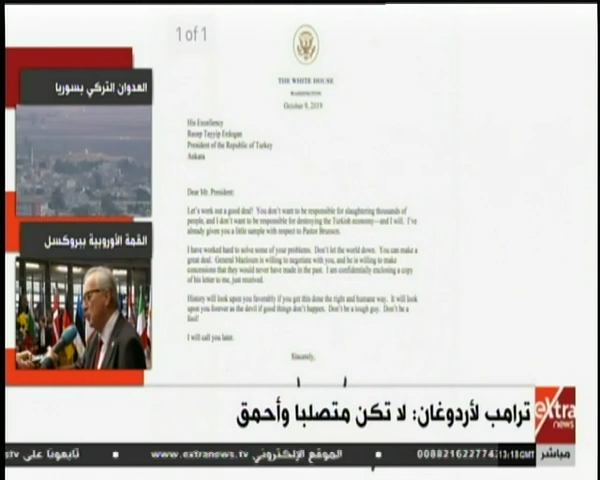 1 of 1
THE WHITE HOUSE
WASHINGTON
October 9, 2019
His Excellency
Recep Tayyip Erdogan
President of the Republic of Turkey
Ankara
Dear Mr. President:
Let's work out a good deal! You don't want to be responsible for slaughtering thousands of
people, and I don't want to be responsible for destroying the Turkish economy—and I will. I've
already given you a little sample with respect to Pastor Brunson.
I have worked hard to solve some of your problems. Don't let the world down. You can make a
great deal. General Mazloum is willing to negotiate with you, and he is willing to make
concessions that they would never have made in the past. I am confidentially enclosing a copy
of his letter to me, just received.
History will look upon you favorably if you get this done the right and humane way. It will look
upon you forever as the devil if good things don't happen. Don't be a tough guy. Don't be a
fool!
I will call you later.
Sincerely,
العدوان التركي بسوريا
القمة الأوروبية ببروكسل
ترامب لأردوغان: لا تكن متصلبا وأحمق
extra
news
مباشر
13:18GMT
008821622774
الموقع الإلكتروني www.extranews.tv
تابعونا على